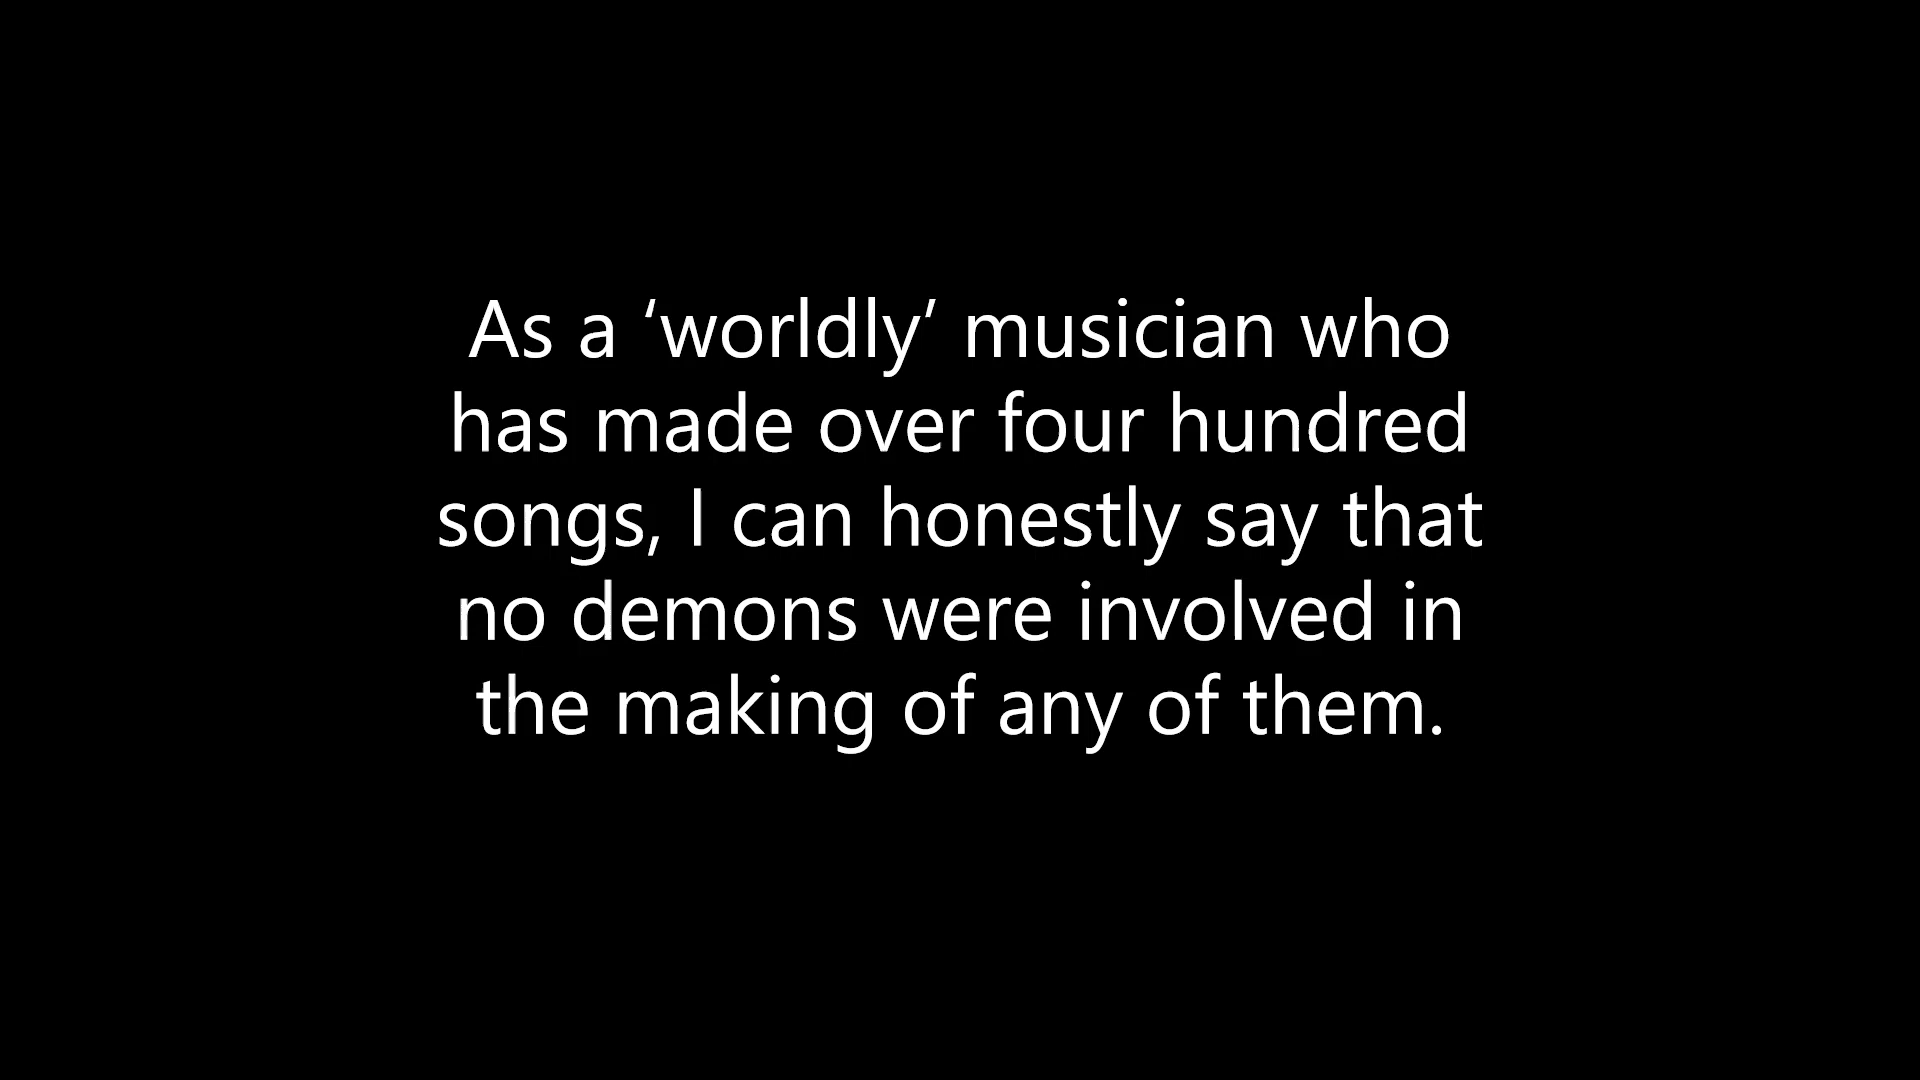 As a ‘worldly’ musician who
has made over four hundred
songs, I can honestly say that
no demons were involved in
the making of any of them.